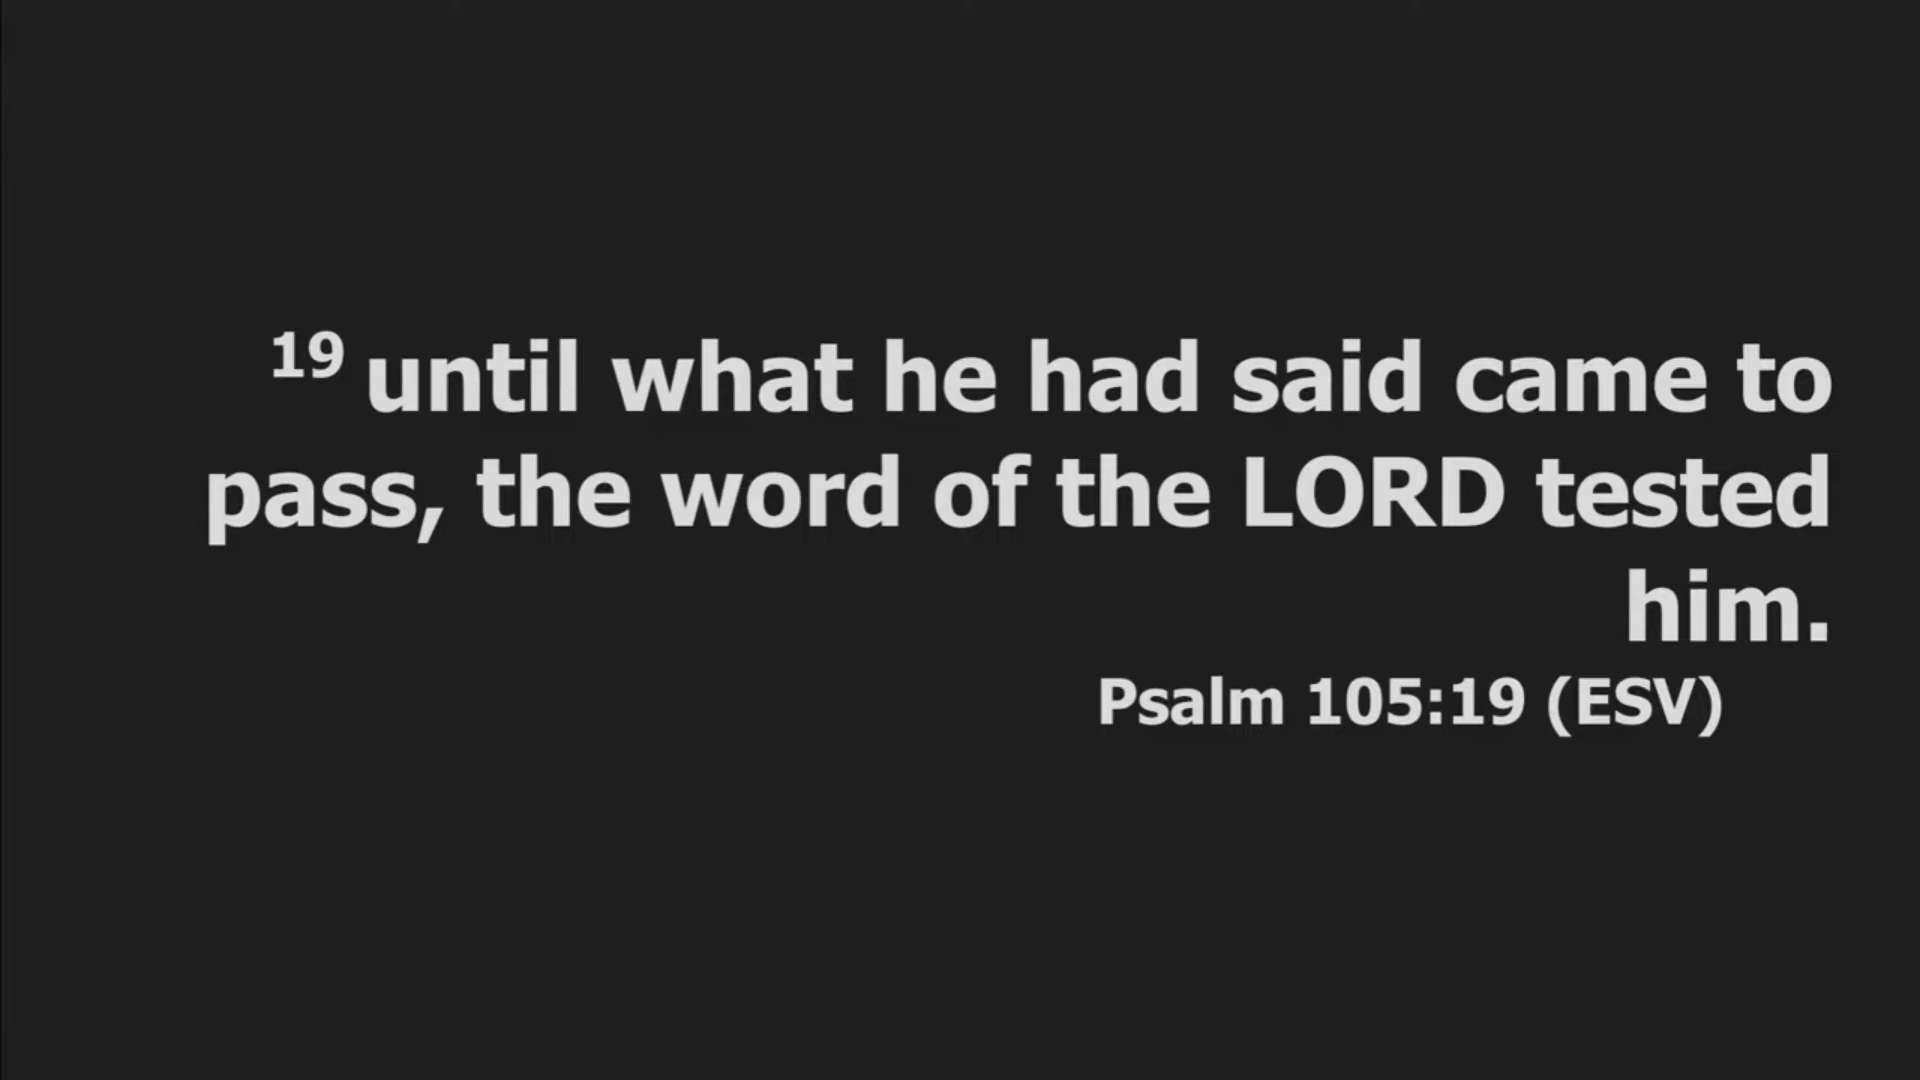 19 until what he had said came to
pass, the word of the LORD tested
him.
Psalm 105:19 (ESV)